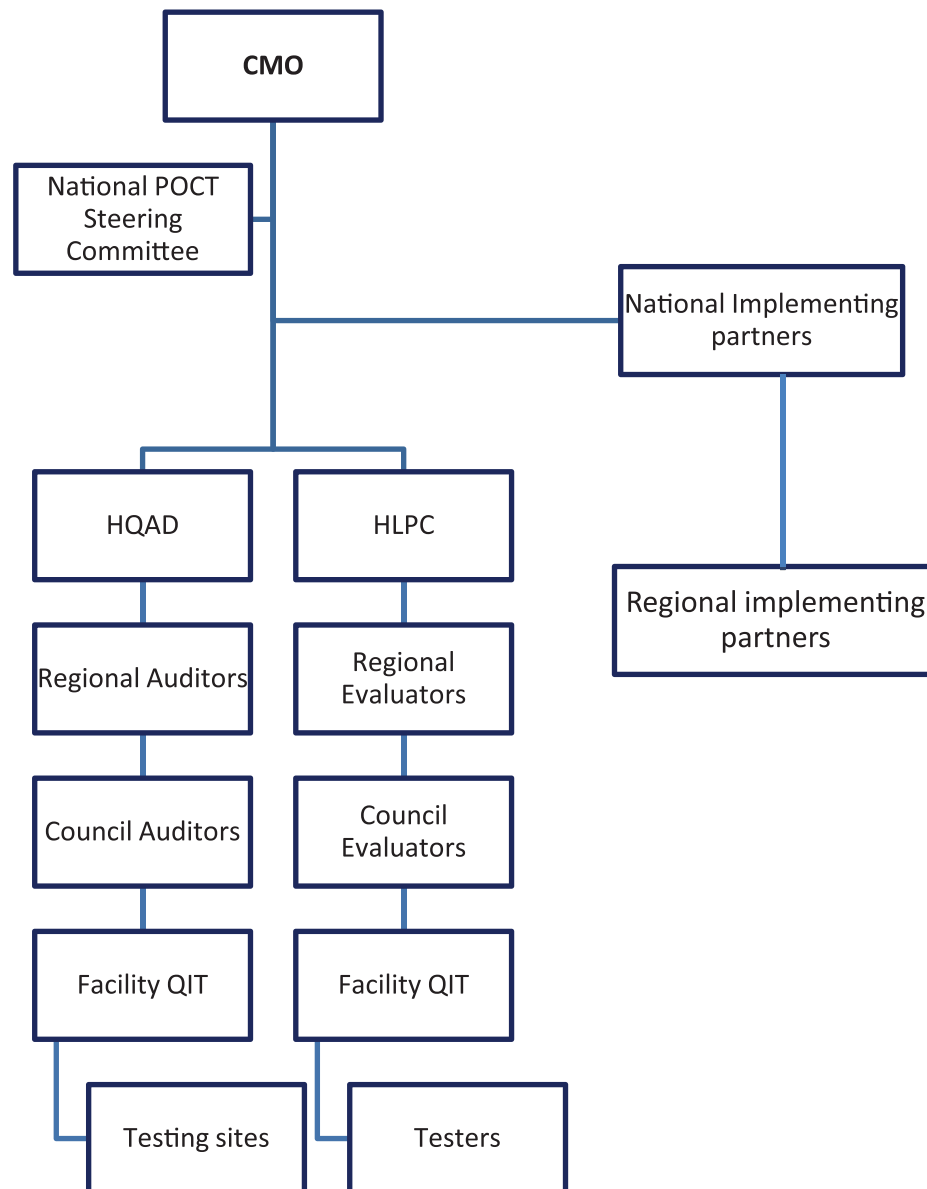 CMO
National POCT
Steering
Committee
National Implementing
partners
HQAD
HLPC
Regional implementing
partners
Regional Auditors
Regional
Evaluators
Council Auditors
Council
Evaluators
Facility QIT
Facility QIT
Testing sites
Testers